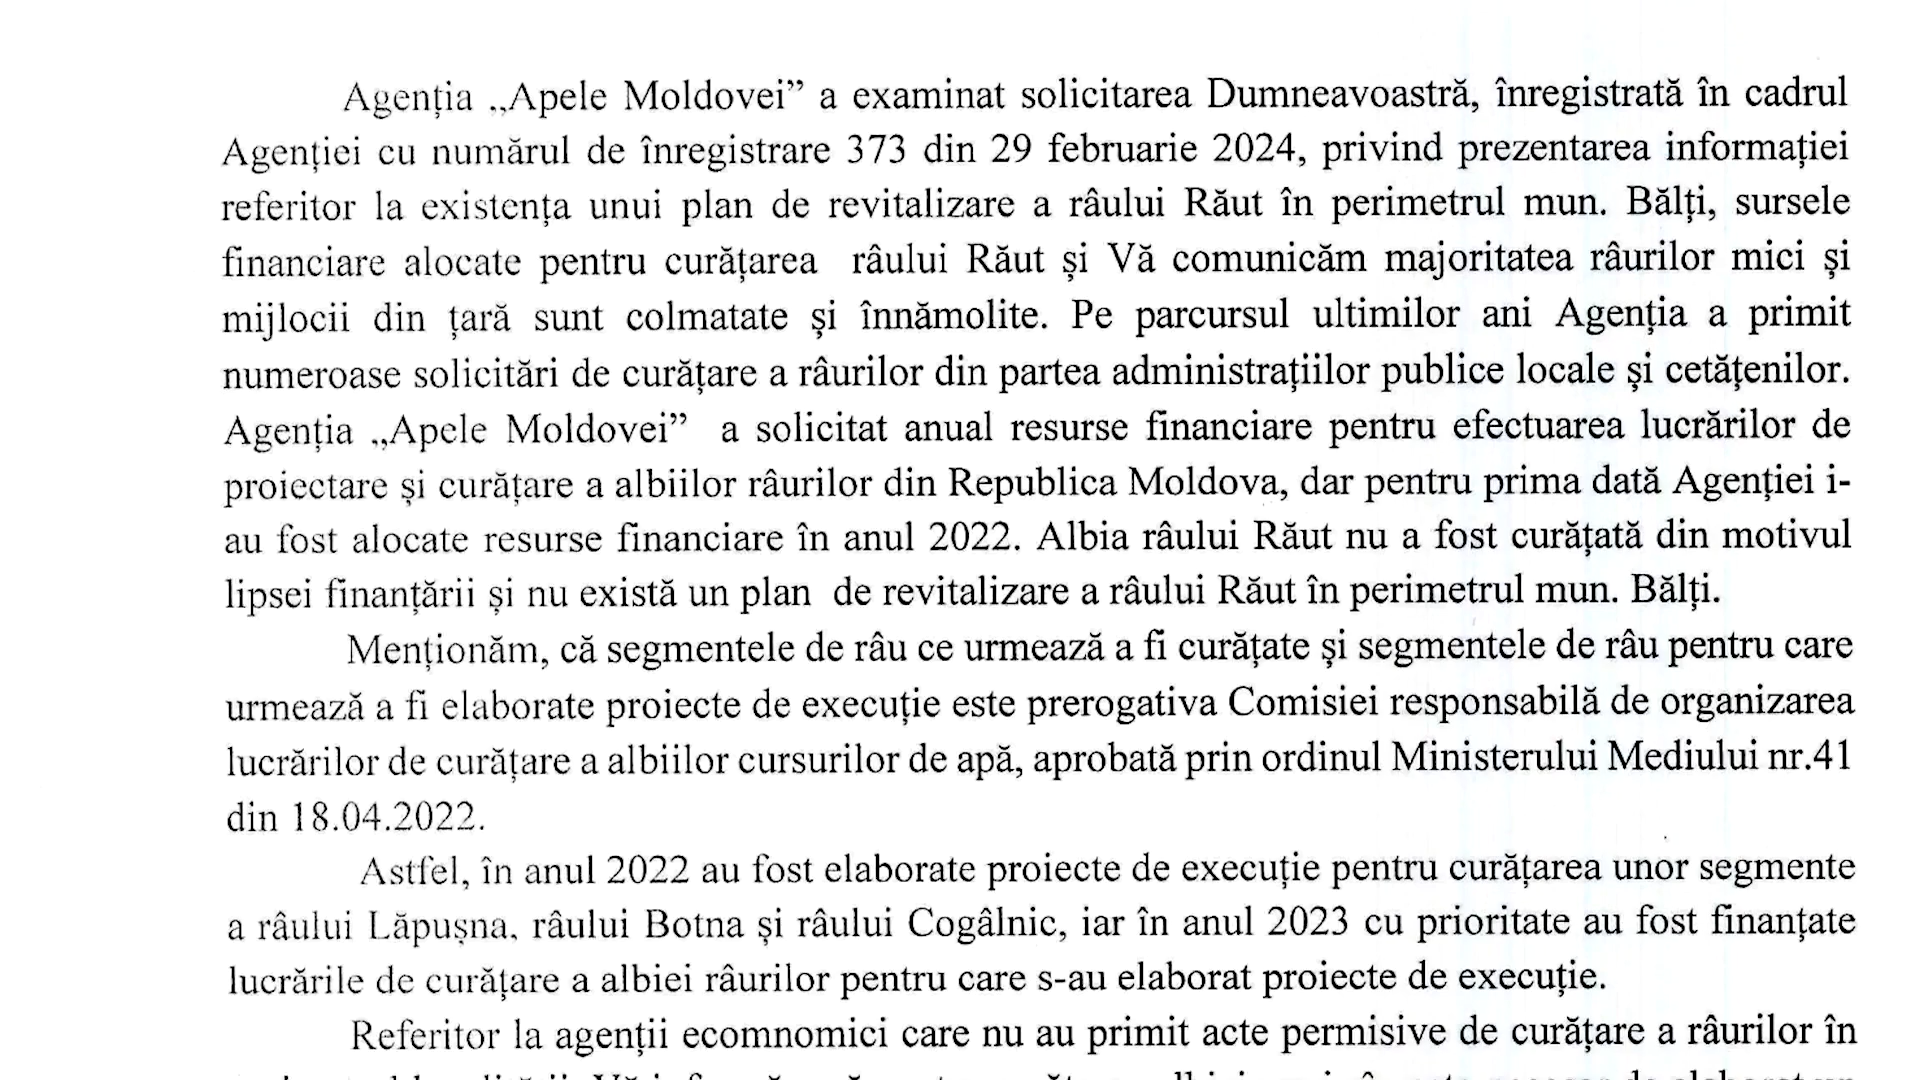 Agenția „Apele Moldovei” a examinat solicitarea Dumneavoastră, înregistrată în cadrul
Agenției cu numărul de înregistrare 373 din 29 februarie 2024, privind prezentarea informației
referitor la existența unui plan de revitalizare a râului Răut în perimetrul mun. Bălți, sursele
financiare alocate pentru curățarea râului Răut și Vă comunicăm majoritatea râurilor mici și
mijlocii din țară sunt colmatate și înnămolite. Pe parcursul ultimilor ani Agenția a primit
numeroase solicitări de curățare a râurilor din partea administrațiilor publice locale și cetățenilor.
Agenția „Apele Moldovei” a solicitat anual resurse financiare pentru efectuarea lucrărilor de
proiectare și curățare a albiilor râurilor din Republica Moldova, dar pentru prima dată Agenției i-
au fost alocate resurse financiare în anul 2022. Albia râului Răut nu a fost curățată din motivul
lipsei finanțării și nu există un plan de revitalizare a râului Răut în perimetrul mun. Bălți.
Menționăm, că segmentele de râu ce urmează a fi curățate și segmentele de râu pentru care
urmează a fi elaborate proiecte de execuție este prerogativa Comisiei responsabilă de organizarea
lucrărilor de curățare a albiilor cursurilor de apă, aprobată prin ordinul Ministerului Mediului nr.41
din 18.04.2022.
Astfel, în anul 2022 au fost elaborate proiecte de execuție pentru curățarea unor segmente
a râului Lăpușna, râului Botna și râului Cogâlnic, iar în anul 2023 cu prioritate au fost finanțate
lucrările de curățare a albiei râurilor pentru care s-au elaborat proiecte de execuție.
Referitor la agenții ecomnomici care nu au primit acte permisive de curățare a râurilor în